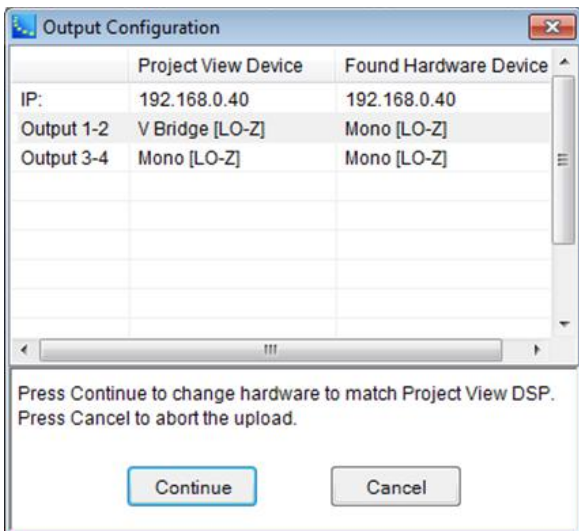 Output Configuration
Project View Device Found Hardware Device
IP: 192.168.0.40 192.168.0.40
Output 1-2 V Bridge [LO-Z] Mono [LO-Z]
Output 3-4 Mono [LO-Z] Mono [LO-Z]
Press Continue to change hardware to match Project View DSP.
Press Cancel to abort the upload.
Continue Cancel